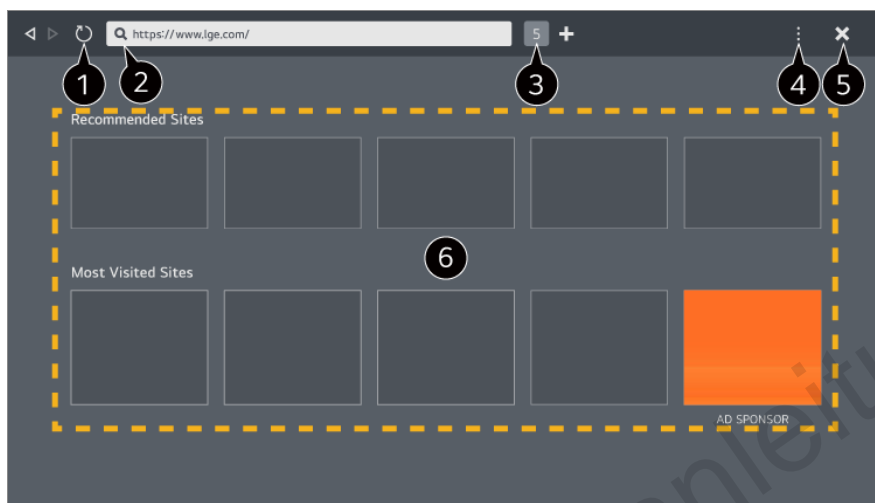 https://www.lge.com/ 5
1 2 3 4 5
Recommended Sites
6
Most Visited Sites
AD SPONSOR